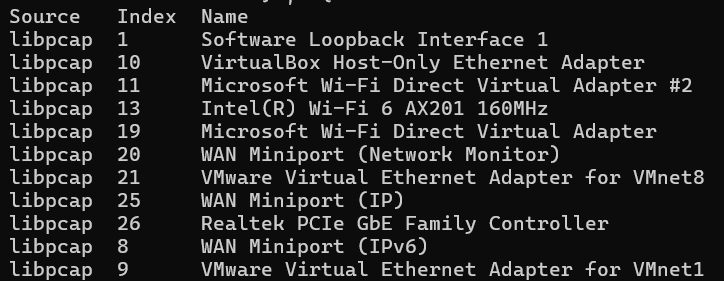 Source Index Name
libpcap 1 Software Loopback Interface 1
libpcap 10 VirtualBox Host-Only Ethernet Adapter
libpcap 11 Microsoft Wi-Fi Direct Virtual Adapter #2
libpcap 13 Intel(R) Wi-Fi 6 AX201 160MHz
libpcap 19 Microsoft Wi-Fi Direct Virtual Adapter
libpcap 20 WAN Miniport (Network Monitor)
libpcap 21 VMware Virtual Ethernet Adapter for VMnet8
libpcap 25 WAN Miniport (IP)
libpcap 26 Realtek PCIe GbE Family Controller
libpcap 8 WAN Miniport (IPv6)
libpcap 9 VMware Virtual Ethernet Adapter for VMnet1